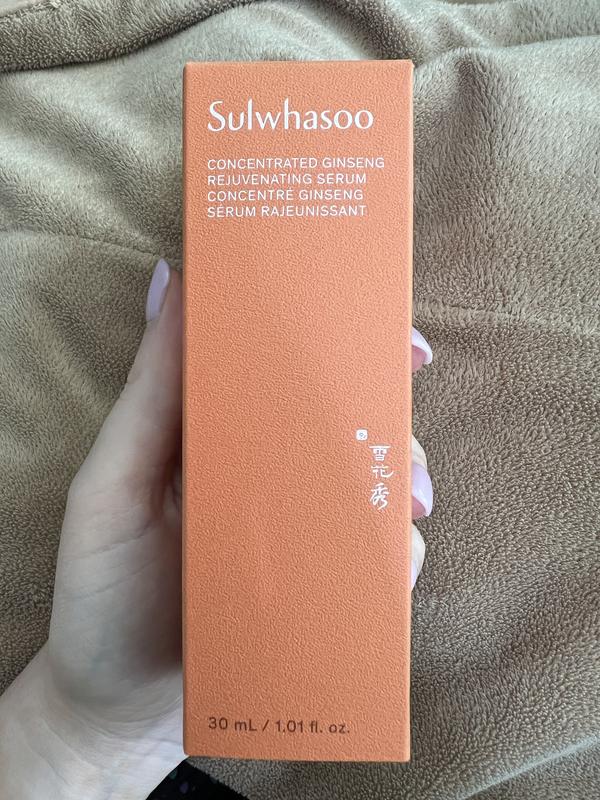 Sulwhasoo
CONCENTRATED GINSENG
REJUVENATING SERUM
CONCENTRÉ GINSENG
SÉRUM RAJEUNISSANT
雪花秀
30 mL / 1.01 fl. oz.